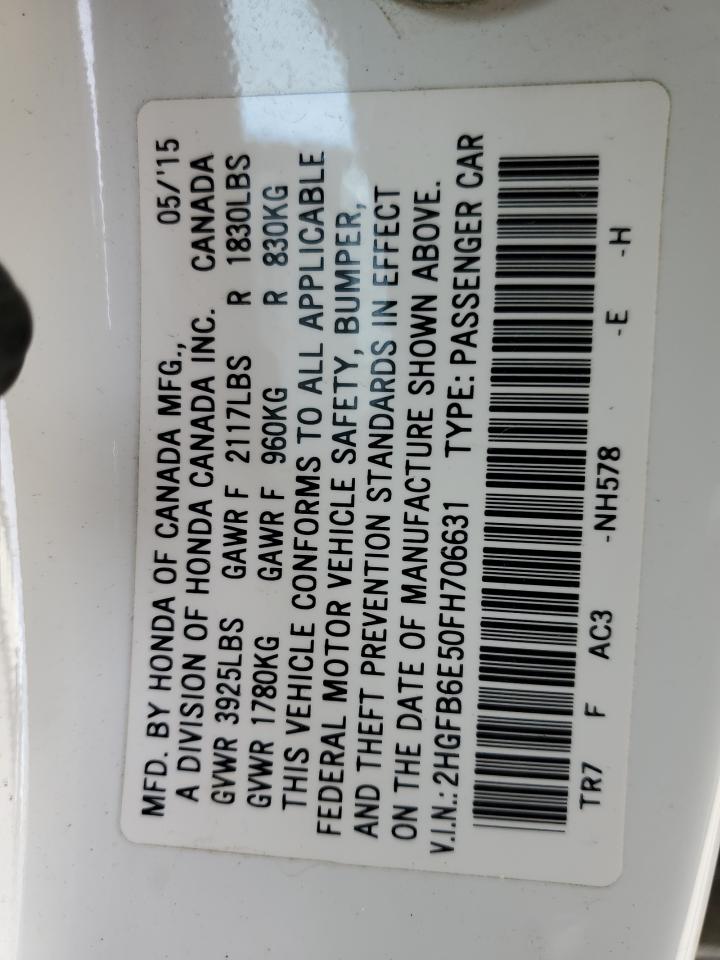 MFD. BY HONDA OF CANADA MFG., 05/'15
A DIVISION OF HONDA CANADA INC. CANADA
GVWR 3925LBS GAWR F 2117LBS R 1830LBS
GVWR 1780KG GAWR F 960KG R 830KG
THIS VEHICLE CONFORMS TO ALL APPLICABLE
FEDERAL MOTOR VEHICLE SAFETY, BUMPER,
AND THEFT PREVENTION STANDARDS IN EFFECT
ON THE DATE OF MANUFACTURE SHOWN ABOVE.
V.I.N.: 2HGFB6E50FH706631 TYPE: PASSENGER CAR
TR7 F AC3 -NH578 -E -H